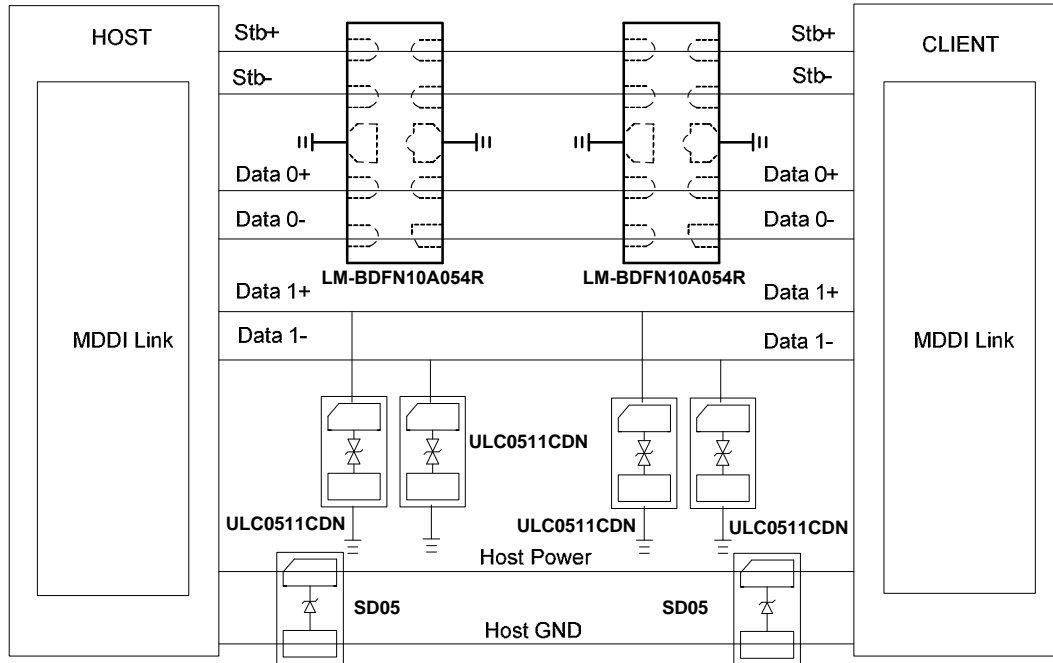 HOST
Stb+
Stb+
CLIENT
Stb-
Stb-
Data 0+
Data 0+
Data 0-
Data 0-
LM-BDFN10A054R
LM-BDFN10A054R
Data 1+
Data 1+
MDDI Link
Data 1-
Data 1-
MDDI Link
ULC0511CDN
ULC0511CDN
ULC0511CDN
ULC0511CDN
Host Power
SD05
SD05
Host GND